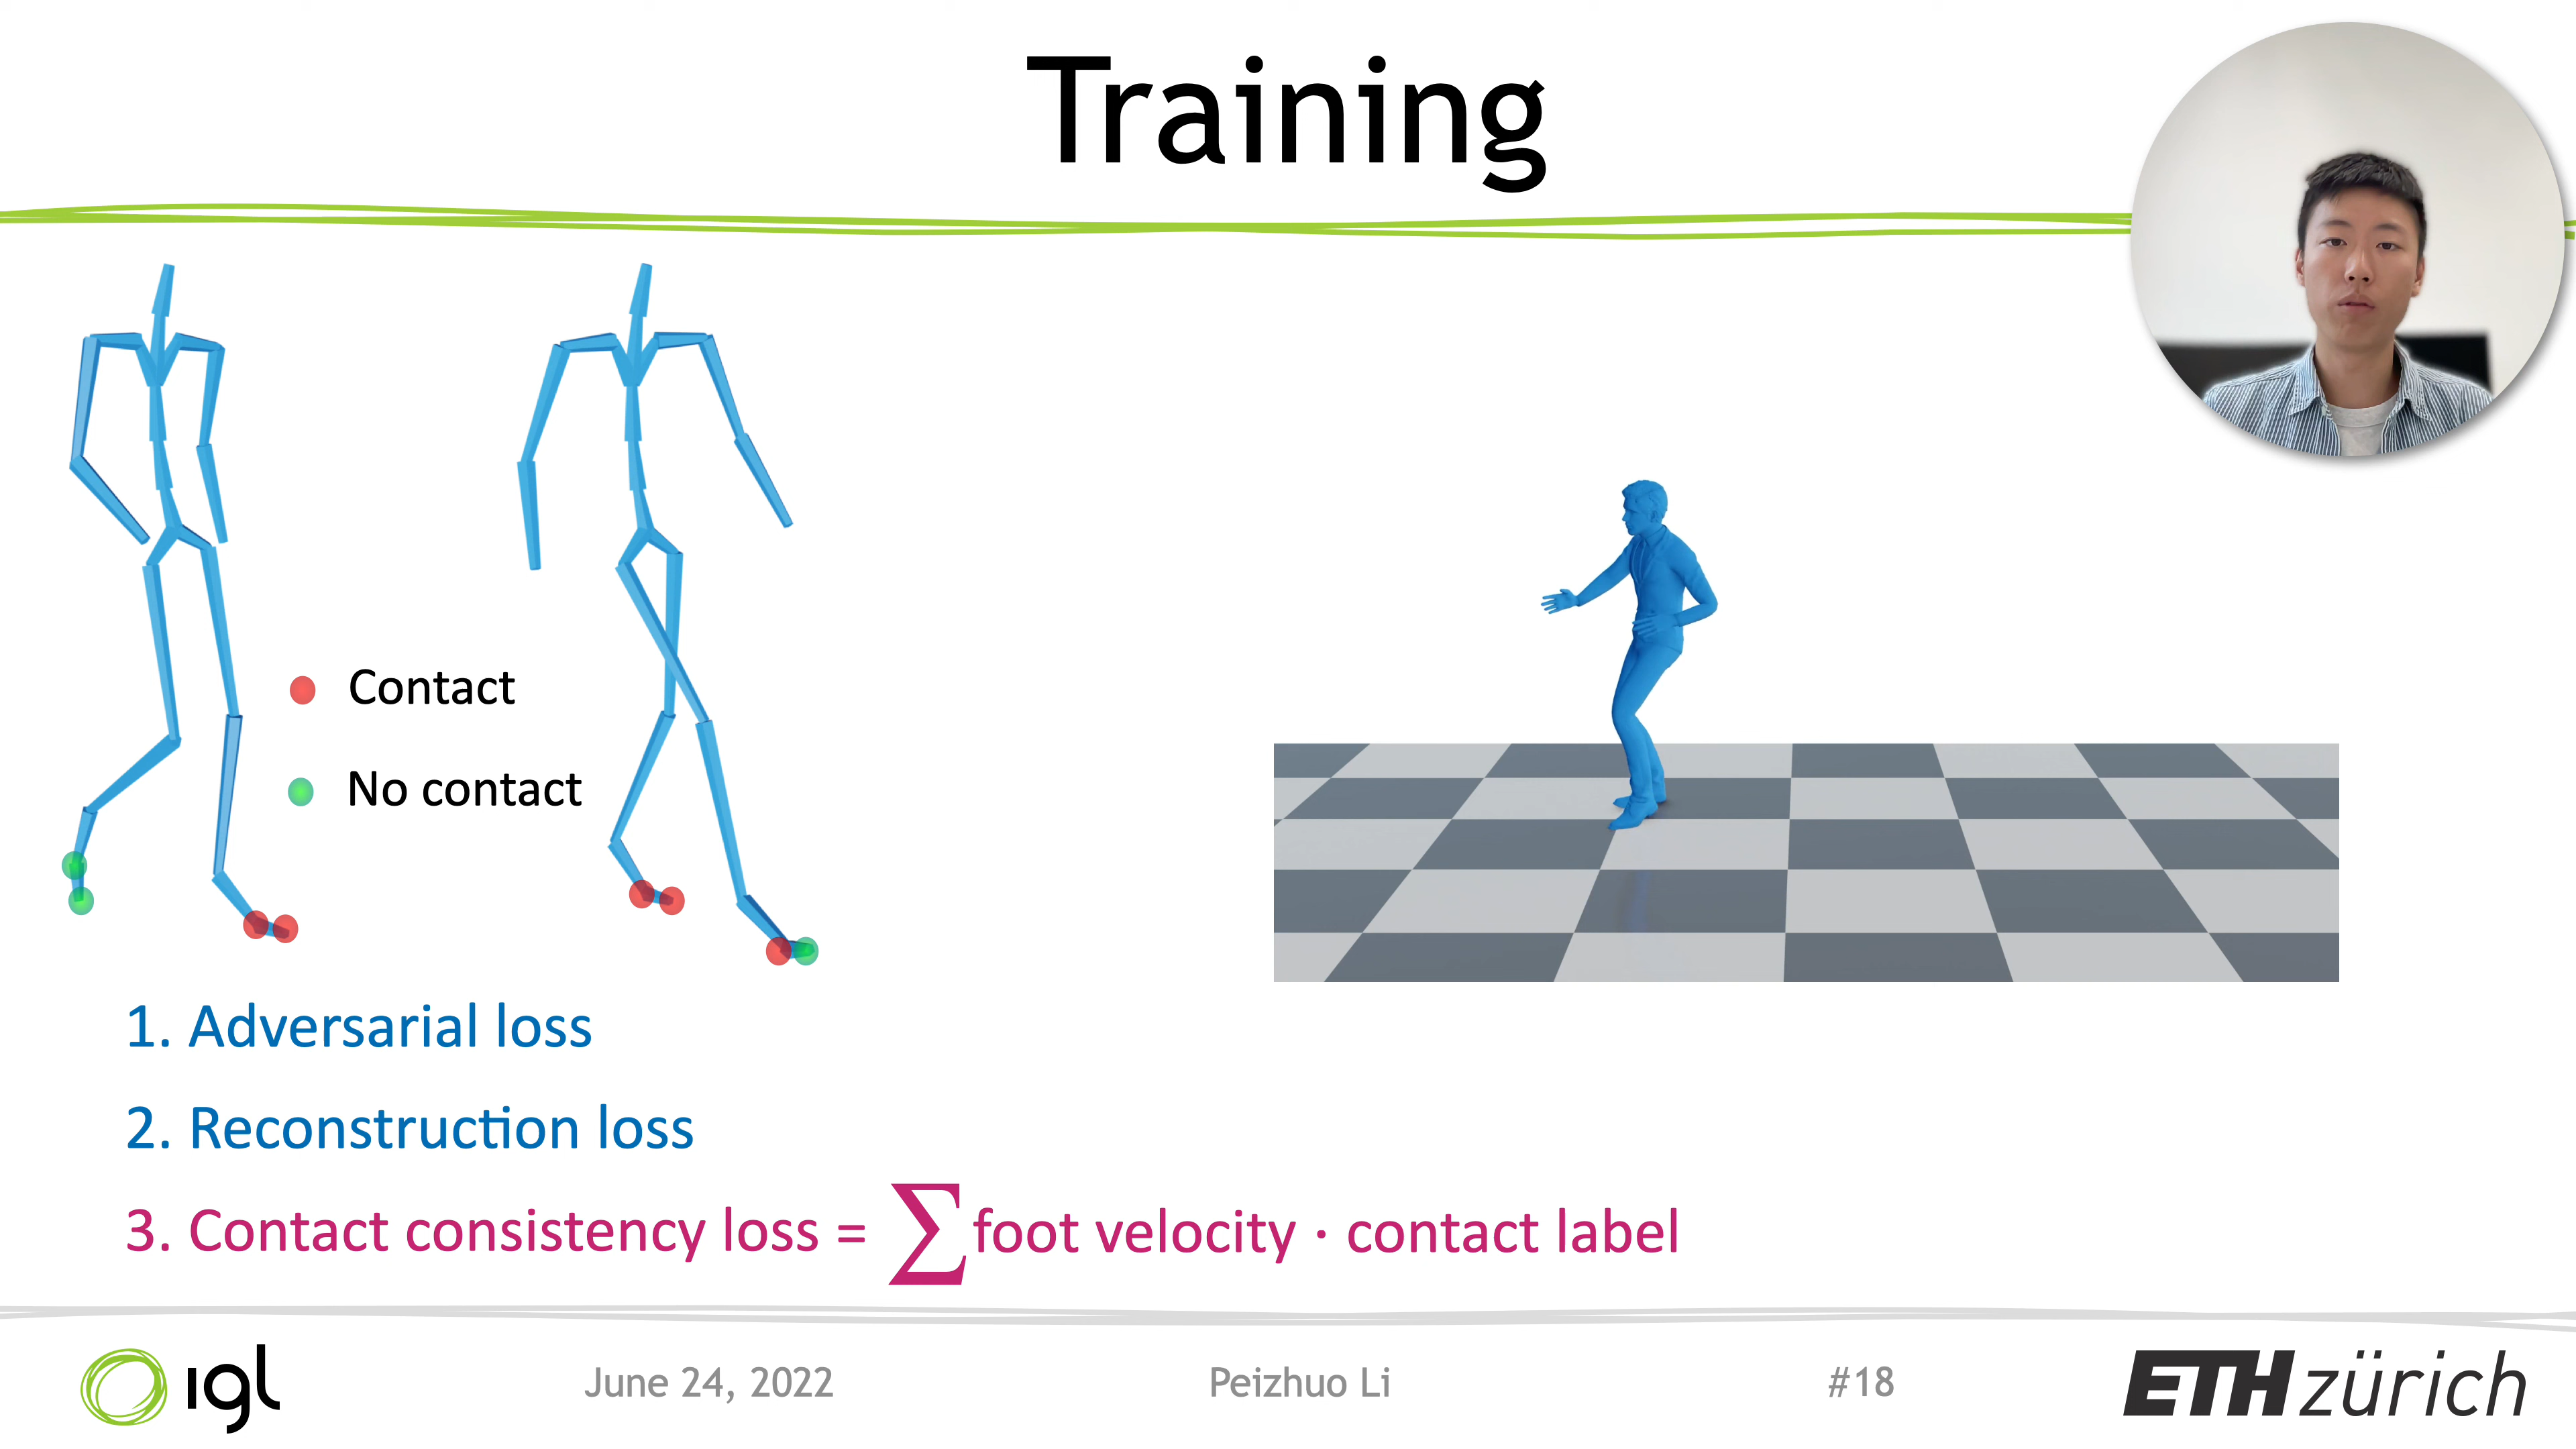 Training
Contact
No contact
1. Adversarial loss
2. Reconstruction loss
3. Contact consistency loss = ∑ foot velocity · contact label
igl
June 24, 2022
Peizhuo Li
#18
ETH zürich